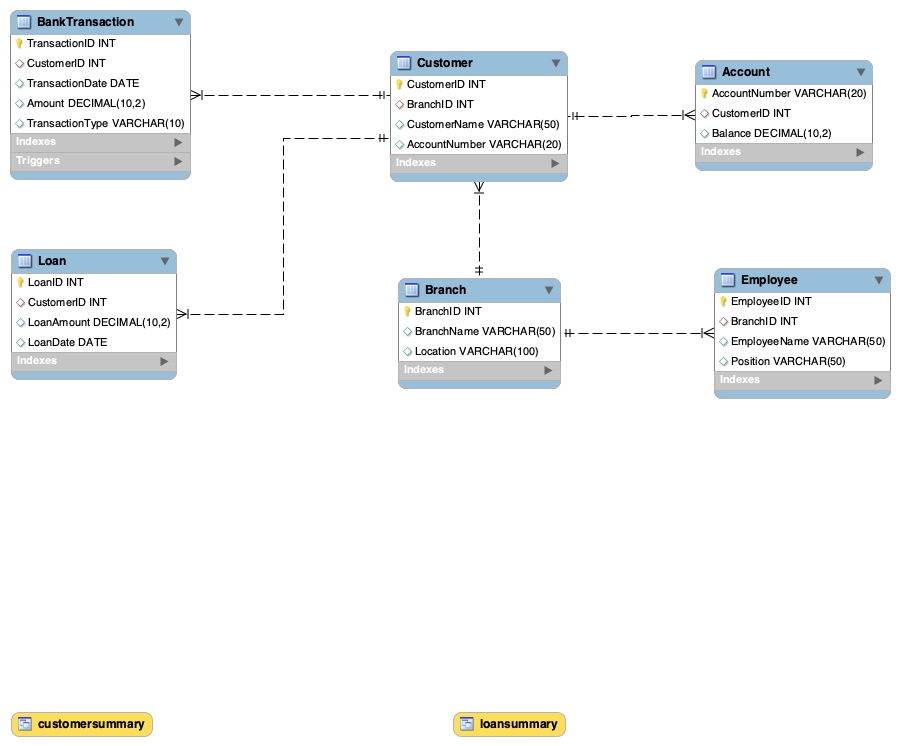 BankTransaction
TransactionID INT
CustomerID INT
TransactionDate DATE
Amount DECIMAL(10,2)
TransactionType VARCHAR(10)
Indexes
Triggers
Customer
CustomerID INT
BranchID INT
CustomerName VARCHAR(50)
AccountNumber VARCHAR(20)
Indexes
Account
AccountNumber VARCHAR(20)
CustomerID INT
Balance DECIMAL(10,2)
Indexes
Loan
LoanID INT
CustomerID INT
LoanAmount DECIMAL(10,2)
LoanDate DATE
Indexes
Branch
BranchID INT
BranchName VARCHAR(50)
Location VARCHAR(100)
Indexes
Employee
EmployeeID INT
BranchID INT
EmployeeName VARCHAR(50)
Position VARCHAR(50)
Indexes
customersummary
loansummary